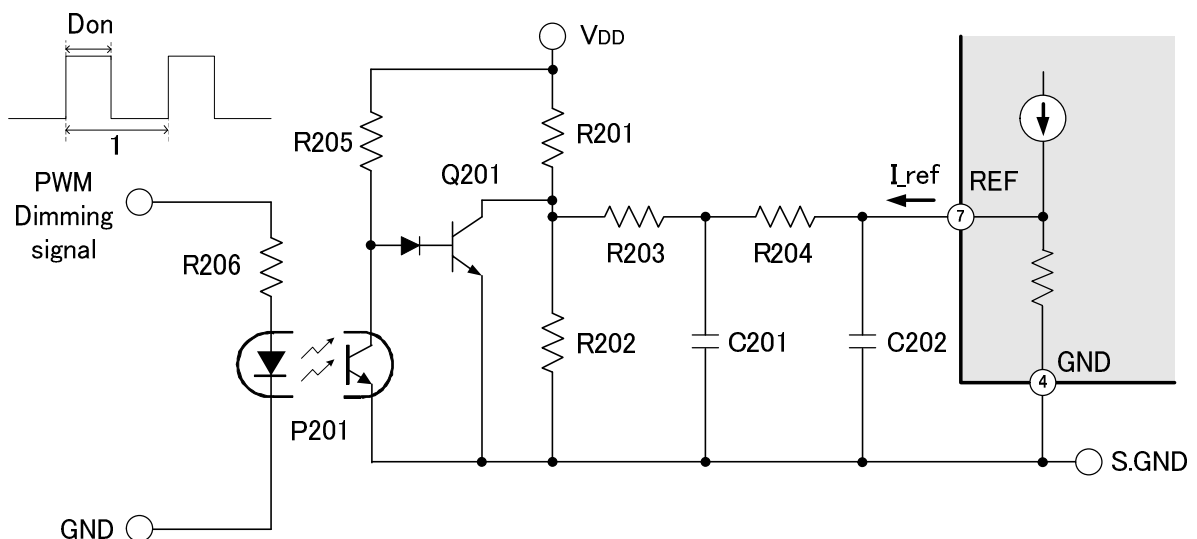 Don
1
VDD
R205
R201
Q201
I_ref
REF
7
PWM
Dimming
signal
R203
R204
R206
R202
C201
C202
GND
4
P201
S.GND
GND